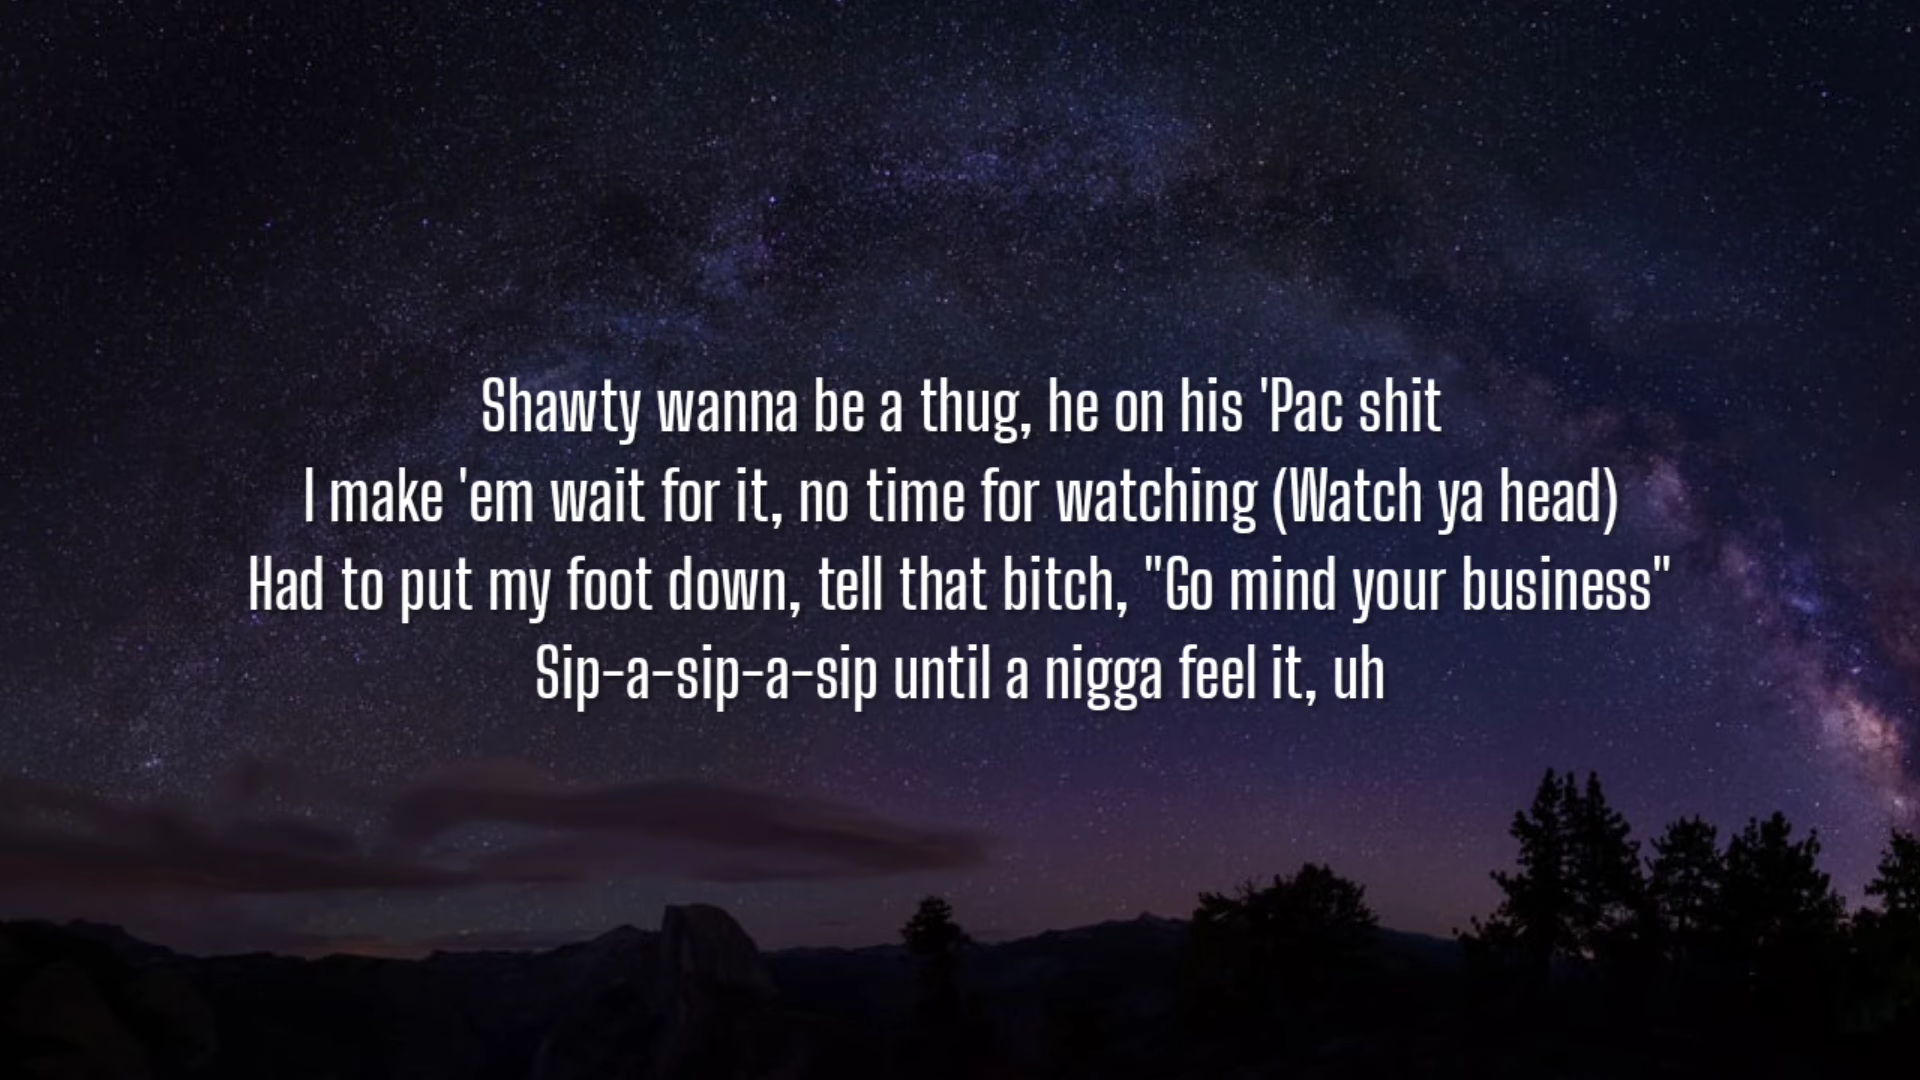 Shawty wanna be a thug, he on his 'Pac shit
I make 'em wait for it, no time for watching (Watch ya head)
Had to put my foot down, tell that bitch, "Go mind your business"
Sip-a-sip-a-sip until a nigga feel it, uh